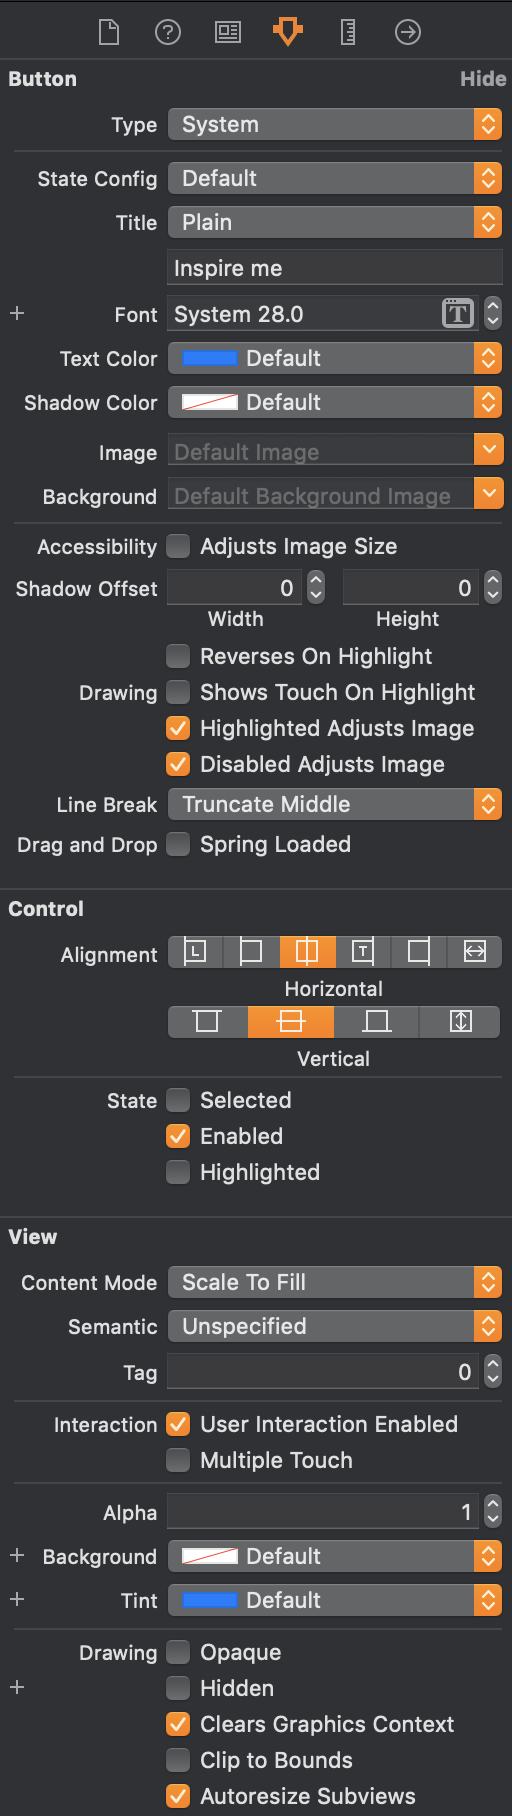 Button Hide
Type System
State Config Default
Title Plain
Inspire me
+ Font System 28.0 T
Text Color Default
Shadow Color Default
Image Default Image
Background Default Background Image
Accessibility Adjusts Image Size
Shadow Offset 0 0
Width Height
Reverses On Highlight
Drawing Shows Touch On Highlight
Highlighted Adjusts Image
Disabled Adjusts Image
Line Break Truncate Middle
Drag and Drop Spring Loaded
Control
Alignment L T
Horizontal
Vertical
State Selected
Enabled
Highlighted
View
Content Mode Scale To Fill
Semantic Unspecified
Tag 0
Interaction User Interaction Enabled
Multiple Touch
Alpha 1
+ Background Default
+ Tint Default
Drawing Opaque
+ Hidden
Clears Graphics Context
Clip to Bounds
Autoresize Subviews